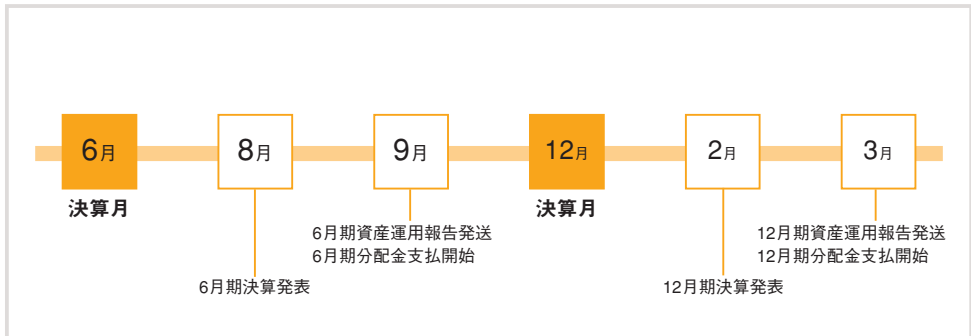 6月
8月
9月
12月
2月
3月
決算月
決算月
6月期資産運用報告発送
6月期分配金支払開始
12月期資産運用報告発送
12月期分配金支払開始
6月期決算発表
12月期決算発表